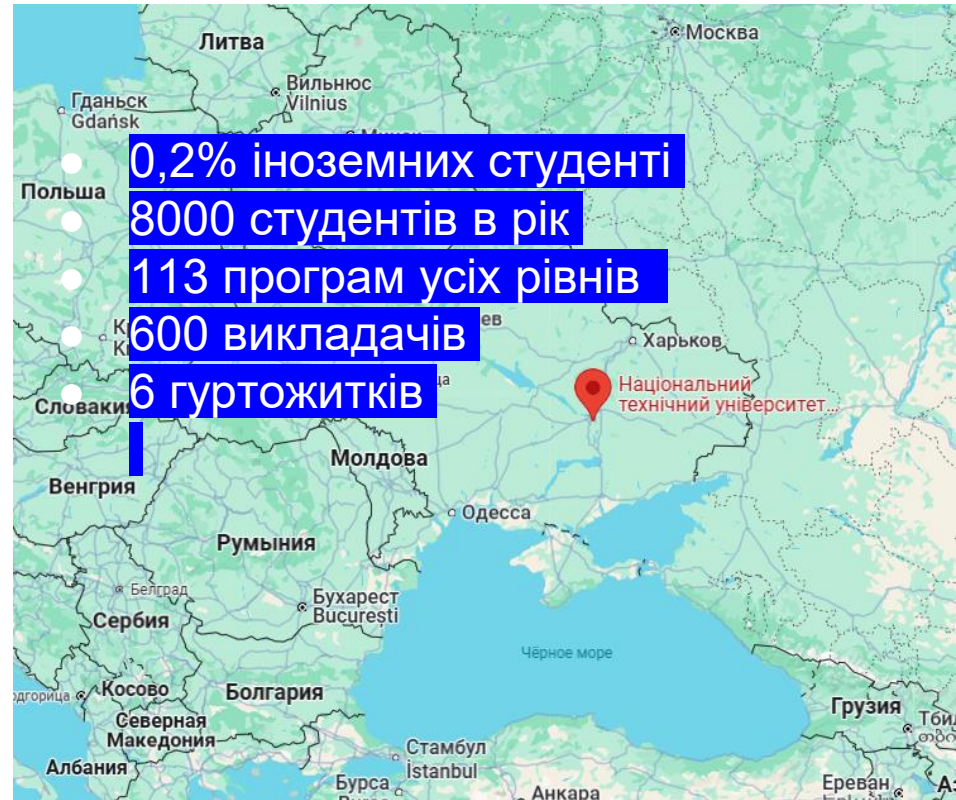 Литва
Москва
Вильнюс
Vilnius
Гданьск
Gdańsk
0,2% іноземних студенті
Польша
8000 студентів в рік
113 програм усіх рівнів
600 викладачів
ев
Харьков
6 гуртожитків
Национальний
технічний університет...
Молдова
Венгрия
Одесса
Румыния
Белград
Бухарест
București
Сербия
Чёрное море
Косово
Болгария
Грузия
Северная
Македония
Албания
Стамбул
İstanbul
Бурса
Анкара
Ереван